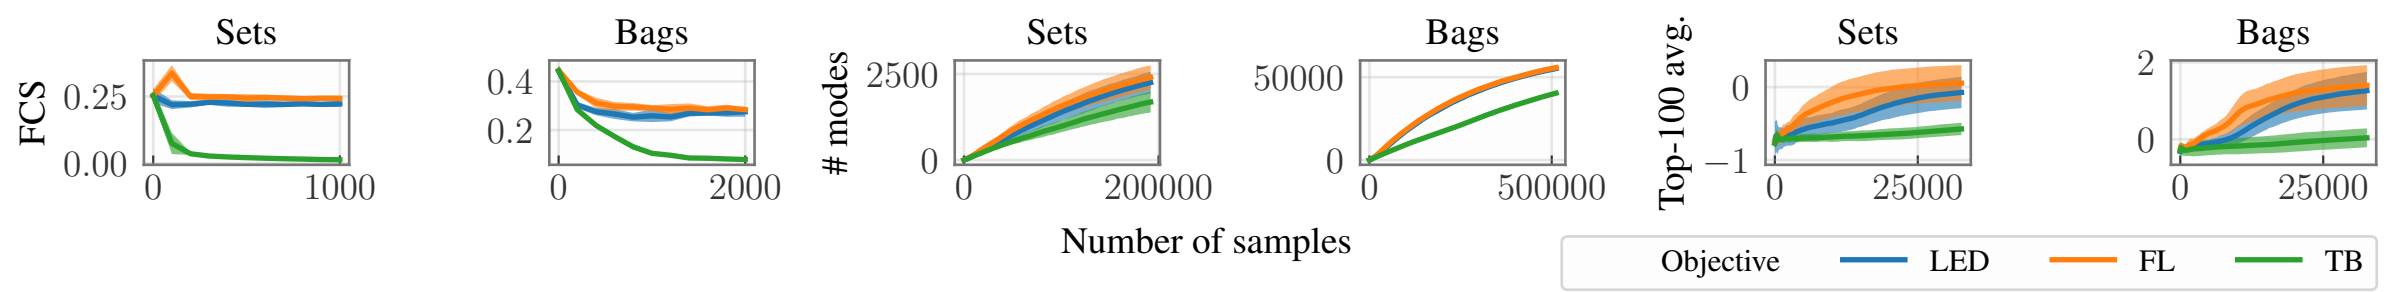 Sets
Bags
Sets
Bags
Sets
Bags
FCS
0.25
0.00
0
1000
0.4
0.2
0
2000
# modes
2500
0
0
200000
50000
0
0
500000
Top-100 avg.
0
−1
0
25000
2
0
0
25000
Number of samples
Objective LED FL TB